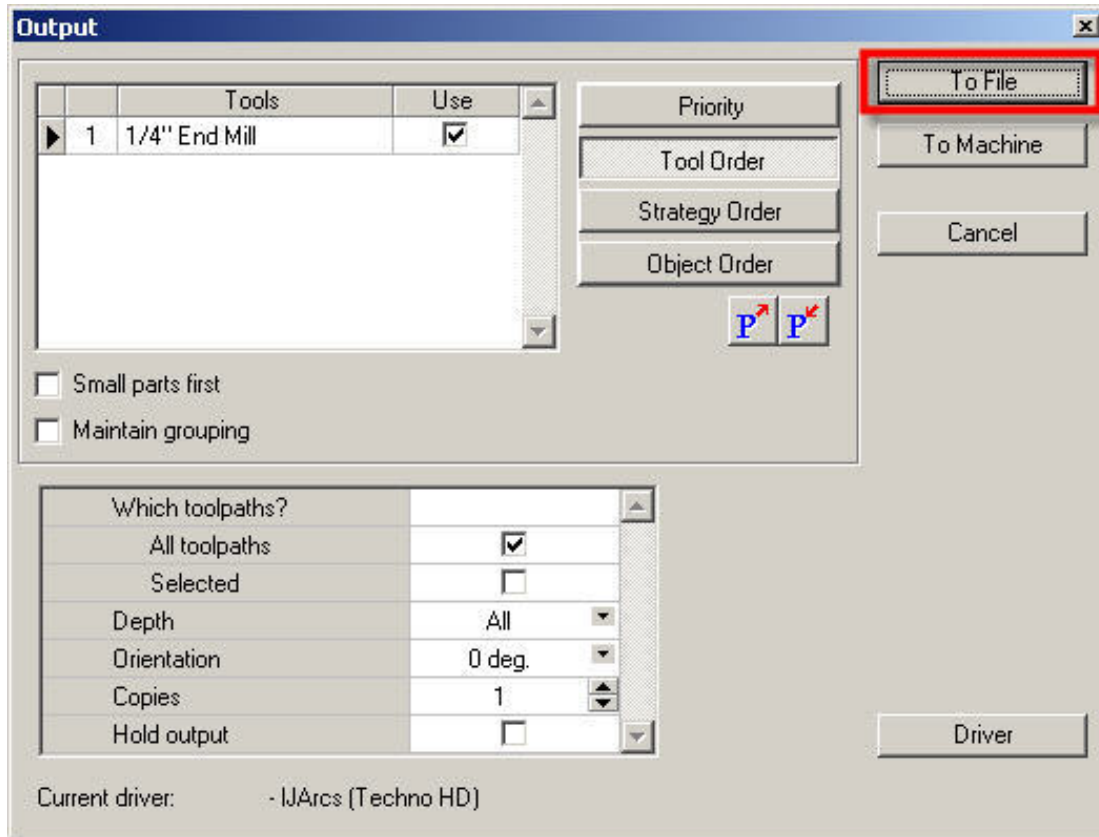 Output
Tools Use
1 1/4" End Mill
Priority
Tool Order
Strategy Order
Object Order
P P
Small parts first
Maintain grouping
To File
To Machine
Cancel
Which toolpaths?
All toolpaths
Selected
Depth All
Orientation 0 deg.
Copies 1
Hold output
Driver
Current driver: - IJArcs (Techno HD)